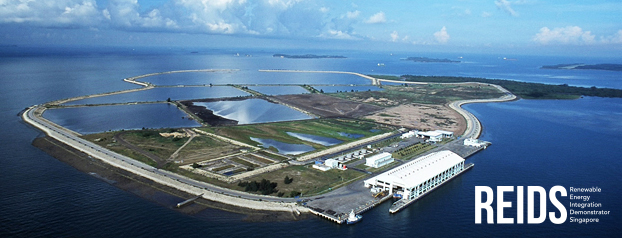 REIDS
Renewable
Energy
Integration
Demonstrator
Singapore